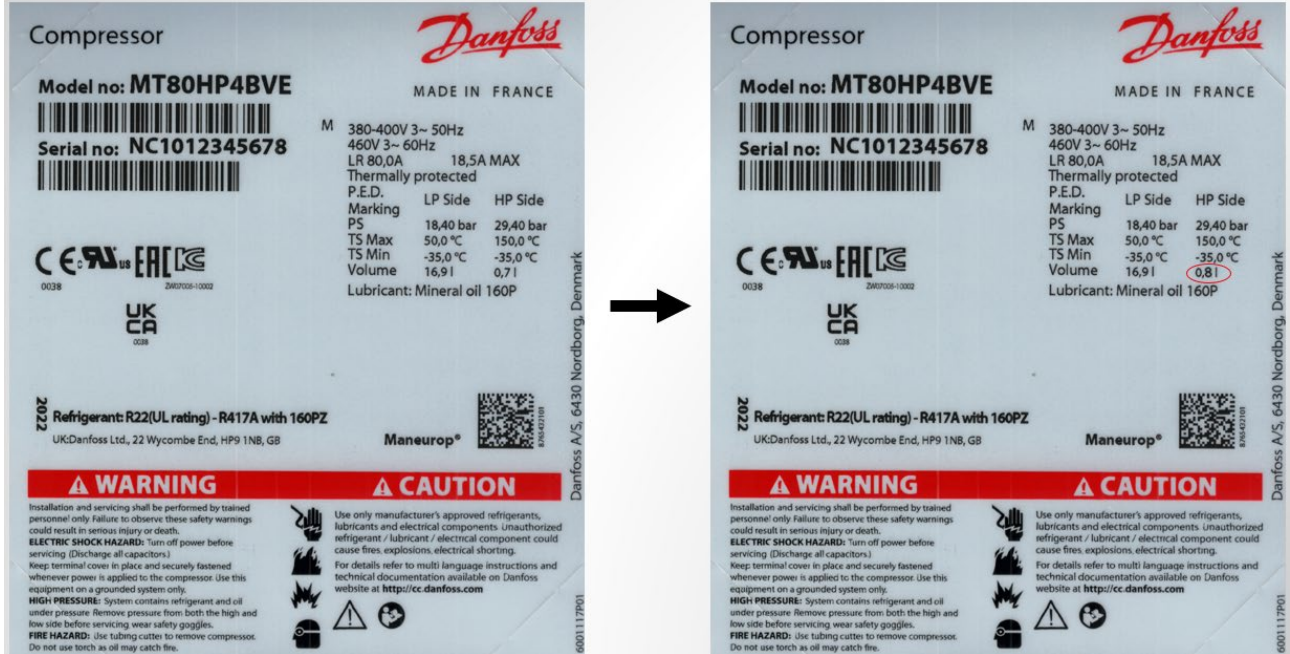 Compressor
Danfoss
Model no: MT80HP4BVE
MADE IN FRANCE
Serial no: NC1012345678
M 380-400V 3~ 50Hz
460V 3~ 60Hz
LR 80,0A 18,5A MAX
Thermally protected
P.E.D. Marking LP Side HP Side
PS 18,40 bar 29,40 bar
TS Max 50,0 °C 150,0 °C
TS Min -35,0 °C -35,0 °C
Volume 16,9 l 0,7 l
Lubricant: Mineral oil 160P
CE RU US EAC KC
0038 ZW07008-10002
UK
CA
0038
2022
Refrigerant: R22(UL rating) - R417A with 160PZ
UK:Danfoss Ltd., 22 Wycombe End, HP9 1NB, GB
Maneurop®
8765432101
Danfoss A/S, 6430 Nordborg, Denmark
WARNING
Installation and servicing shall be performed by trained
personnel only Failure to observe these safety warnings
could result in serious injury or death.
ELECTRIC SHOCK HAZARD: Turn off power before
servicing (Discharge all capacitors.)
Keep terminal cover in place and securely fastened
whenever power is applied to the compressor. Use this
equipment on a grounded system only.
HIGH PRESSURE: System contains refrigerant and oil
under pressure Remove pressure from both the high and
low side before servicing wear safety goggles.
FIRE HAZARD: Use tubing cutter to remove compressor.
Do not use torch as oil may catch fire.
CAUTION
Use only manufacturer's approved refrigerants,
lubricants and electrical components Unauthorized
refrigerant / lubricant / electrical component could
cause fires, explosions, electrical shorting.
For details refer to multi language instructions and
technical documentation available on Danfoss
website at http://cc.danfoss.com
6001117P01
Compressor
Danfoss
Model no: MT80HP4BVE
MADE IN FRANCE
Serial no: NC1012345678
M 380-400V 3~ 50Hz
460V 3~ 60Hz
LR 80,0A 18,5A MAX
Thermally protected
P.E.D. Marking LP Side HP Side
PS 18,40 bar 29,40 bar
TS Max 50,0 °C 150,0 °C
TS Min -35,0 °C -35,0 °C
Volume 16,9 l 0,8 l
Lubricant: Mineral oil 160P
CE RU US EAC KC
0038 ZW07008-10002
UK
CA
0038
2022
Refrigerant: R22(UL rating) - R417A with 160PZ
UK:Danfoss Ltd., 22 Wycombe End, HP9 1NB, GB
Maneurop®
8765432101
Danfoss A/S, 6430 Nordborg, Denmark
WARNING
Installation and servicing shall be performed by trained
personnel only Failure to observe these safety warnings
could result in serious injury or death.
ELECTRIC SHOCK HAZARD: Turn off power before
servicing (Discharge all capacitors.)
Keep terminal cover in place and securely fastened
whenever power is applied to the compressor. Use this
equipment on a grounded system only.
HIGH PRESSURE: System contains refrigerant and oil
under pressure Remove pressure from both the high and
low side before servicing wear safety goggles.
FIRE HAZARD: Use tubing cutter to remove compressor.
Do not use torch as oil may catch fire.
CAUTION
Use only manufacturer's approved refrigerants,
lubricants and electrical components Unauthorized
refrigerant / lubricant / electrical component could
cause fires, explosions, electrical shorting.
For details refer to multi language instructions and
technical documentation available on Danfoss
website at http://cc.danfoss.com
6001117P01